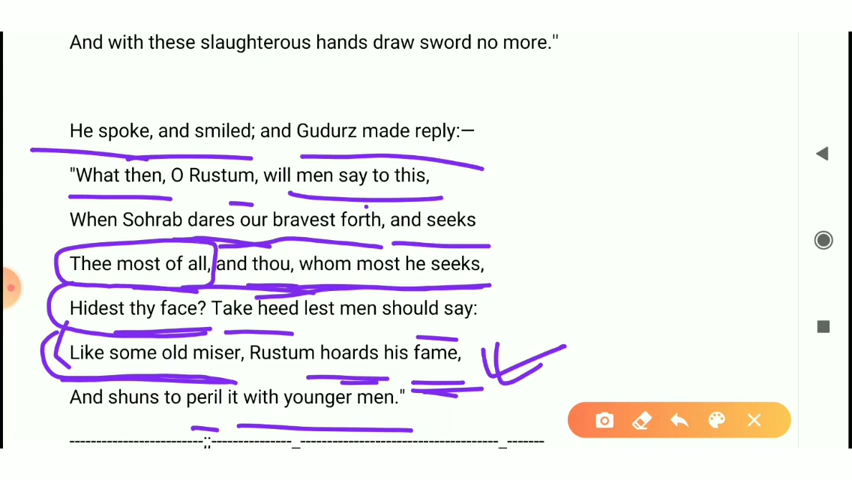 And with these slaughterous hands draw sword no more."
He spoke, and smiled; and Gudurz made reply:—
"What then, O Rustum, will men say to this,
When Sohrab dares our bravest forth, and seeks
Thee most of all, and thou, whom most he seeks,
Hidest thy face? Take heed lest men should say:
Like some old miser, Rustum hoards his fame,
And shuns to peril it with younger men."
-------------------------;;--------------_-------------------------------------_-------